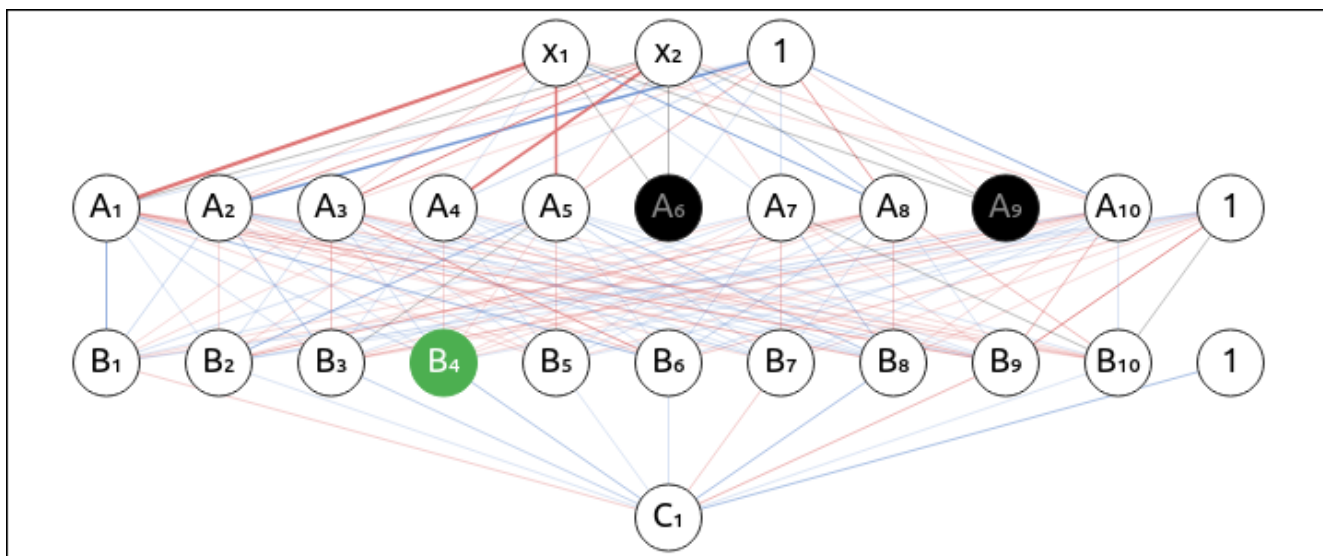 x₁ x₂ 1
A₁ A₂ A₃ A₄ A₅ A₆ A₇ A₈ A₉ A₁₀ 1
B₁ B₂ B₃ B₄ B₅ B₆ B₇ B₈ B₉ B₁₀ 1
C₁